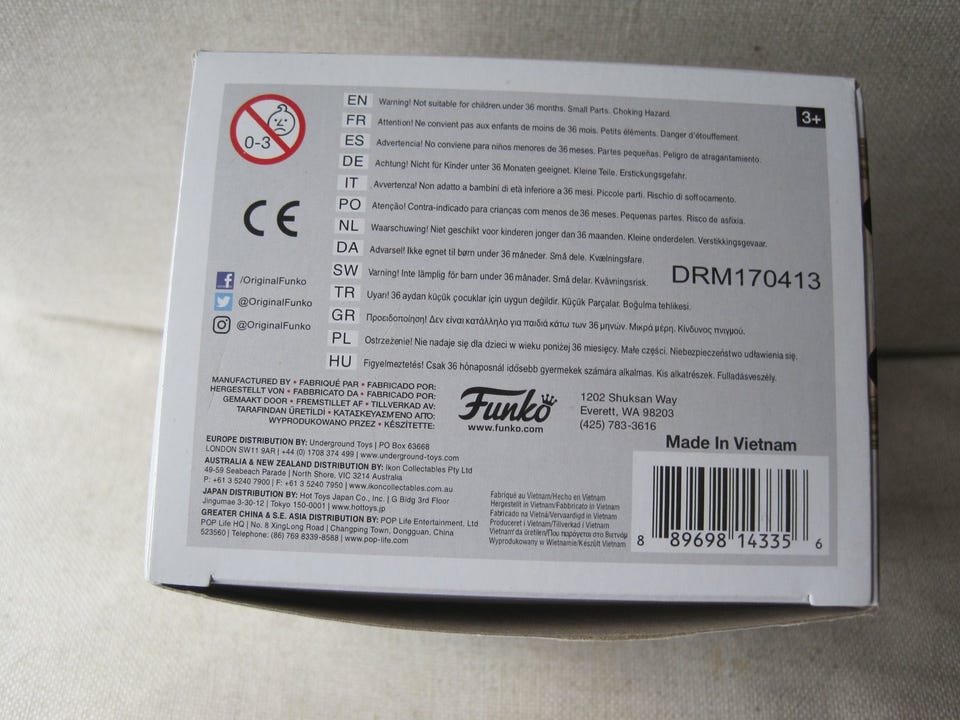 0-3
EN Warning! Not suitable for children.under 36 months. Small Parts. Choking Hazard.
3+
FR Attention! Ne convient pas aux enfants de moins de 36 mois. Petits éléments. Danger d'étouffement.
ES Advertencia! No conviene para niños menores de 36 meses. Partes pequeñas. Peligro de atragantamiento.
DE Achtung! Nicht für Kinder unter 36 Monaten geeignet. Kleine Teile. Erstickungsgefahr.
IT Avvertenza! Non adatto a bambini di età inferiore a 36 mesi. Piccole parti. Rischio di soffocamento.
PO Atenção! Contra-indicado para crianças com menos de 36 meses. Pequenas partes. Risco de asfixia.
NL Waarschuwing! Niet geschikt voor kinderen jonger dan 36 maanden. Kleine onderdelen. Verstikkingsgevaar.
DA Advarsel! Ikke egnet til børn under 36 måneder. Små dele. Kvælningsfare.
SW Varning! Inte lämplig för barn under 36 månader. Små delar. Kvävningsrisk.
TR Uyarı! 36 aydan küçük çocuklar için uygun değildir. Küçük Parçalar. Boğulma tehlikesi.
GR Προειδοποίηση! Δεν είναι κατάλληλο για παιδιά κάτω των 36 μηνών. Μικρά μέρη. Κίνδυνος πνιγμού.
PL Ostrzeżenie! Nie nadaje się dla dzieci w wieku poniżej 36 miesięcy. Małe części. Niebezpieczeństwo udławienia się.
HU Figyelmeztetés! Csak 36 hónaposnál idősebb gyermekek számára alkalmas. Kis alkatrészek. Fulladásveszély.
DRM170413
CE
/OriginalFunko
@OriginalFunko
@OriginalFunko
MANUFACTURED BY • FABRIQUÉ PAR • FABRICADO POR:
HERGESTELLT VON • FABBRICATO DA • FABRICADO POR:
GEMAAKT DOOR • FREMSTILLET AF • TILLVERKAD AV:
TARAFINDAN ÜRETİLDİ • ΚΑΤΑΣΚΕΥΑΣΜΕΝΟ ΑΠΌ:
WYPRODUKOWANO PRZEZ • KÉSZÍTETTE:
Funko
www.funko.com
1202 Shuksan Way
Everett, WA 98203
(425) 783-3616
Made In Vietnam
EUROPE DISTRIBUTION BY: Underground Toys | PO Box 63668
LONDON SW11 9AR | +44 (0) 1708 374 499 | www.underground-toys.com
AUSTRALIA & NEW ZEALAND DISTRIBUTION BY: Ikon Collectables Pty Ltd
49-59 Seabeach Parade | North Shore, VIC 3214 Australia
P: +61 3 5240 7900 | F: +61 3 5240 7950 | www.ikoncollectables.com.au
JAPAN DISTRIBUTION BY: Hot Toys Japan Co., Inc. | G Bldg 3rd Floor
Jingumae 3-30-12 | Tokyo 150-0001 | www.hottoys.jp
GREATER CHINA & S.E. ASIA DISTRIBUTION BY: POP Life Entertainment. Ltd
POP Life HQ | No. 8 XingLong Road | Changping Town, Dongguan, China
523560 | Telephone: (86) 769 8339-8588 | www.pop-life.com
Fabriqué au Vietnam/Hecho en Vietnam
Hergestellt in Vietnam/Fabbricato in Vietnam
Fabricado na Vietnã/Vervaardigd in Vietnam
Produceret i Vietnam/Tillverkad i Vietnam
Vietnam'da üretilen/Που παράγεται στο Βιετνάμ
Wyprodukowany w Wietnamie/Készült Vietnam
8 89698 14335 6